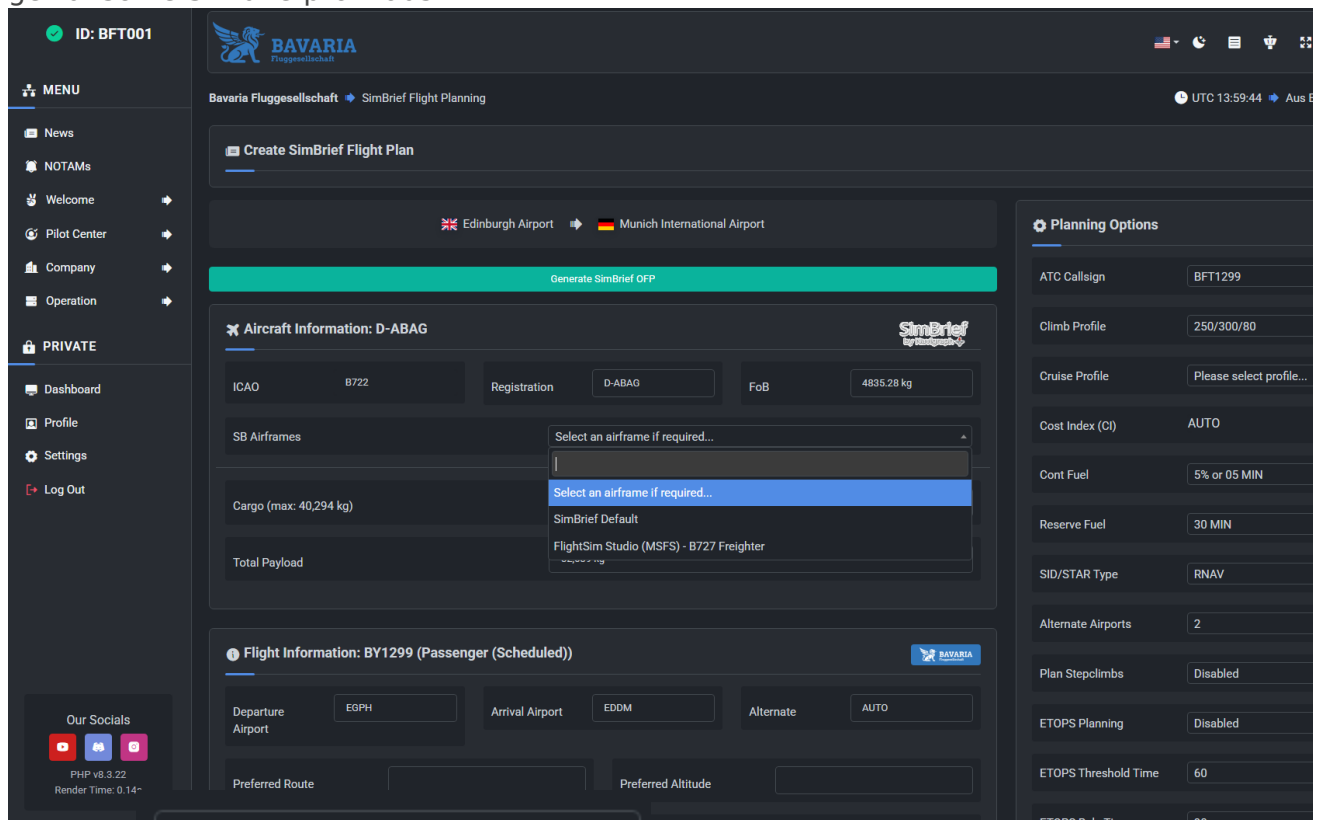 ID: BFT001
BAVARIA
Fluggesellschaft
MENU
News
NOTAMs
Welcome
Pilot Center
Company
Operation
PRIVATE
Dashboard
Profile
Settings
Log Out
Our Socials
PHP v8.3.22
Render Time: 0.14
Bavaria Fluggesellschaft SimBrief Flight Planning
UTC 13:59:44 Aus
Create SimBrief Flight Plan
Edinburgh Airport Munich International Airport
Generate SimBrief OFP
Aircraft Information: D-ABAG
SimBrief
by Navigraph
ICAO B722 Registration D-ABAG FoB 4835.28 kg
SB Airframes Select an airframe if required...
Select an airframe if required...
SimBrief Default
FlightSim Studio (MSFS) - B727 Freighter
Cargo (max: 40,294 kg)
Total Payload
Flight Information: BY1299 (Passenger (Scheduled))
BAVARIA
Departure Airport EGPH Arrival Airport EDDM Alternate AUTO
Preferred Route Preferred Altitude
Planning Options
ATC Callsign BFT1299
Climb Profile 250/300/80
Cruise Profile Please select profile...
Cost Index (CI) AUTO
Cont Fuel 5% or 05 MIN
Reserve Fuel 30 MIN
SID/STAR Type RNAV
Alternate Airports 2
Plan Stepclimbs Disabled
ETOPS Planning Disabled
ETOPS Threshold Time 60